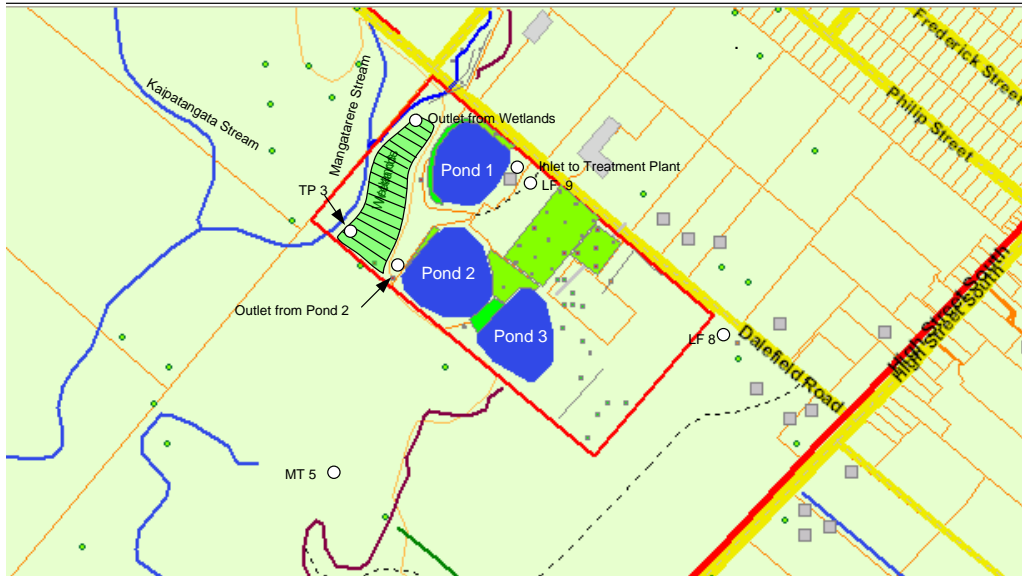 Frederick Street
Philip Street
Kaipatangata Stream
Mangatarere Stream
Outlet from Wetlands
Pond 1
Inlet to Treatment Plant
LF 9
TP 3
Pond 2
Outlet from Pond 2
Pond 3
LF 8
Dalefield Road
High Street South
High Street South
MT 5